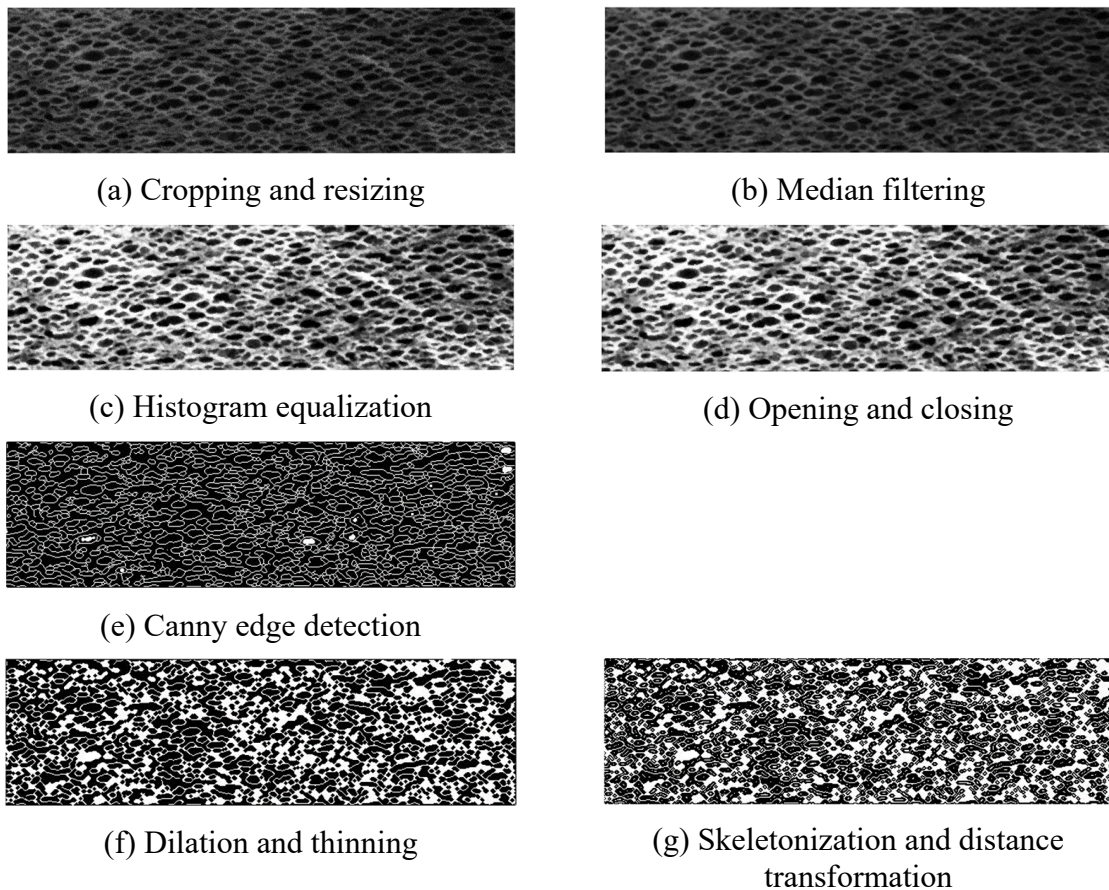 (a) Cropping and resizing
(b) Median filtering
(c) Histogram equalization
(d) Opening and closing
(e) Canny edge detection
(f) Dilation and thinning
(g) Skeletonization and distance
transformation